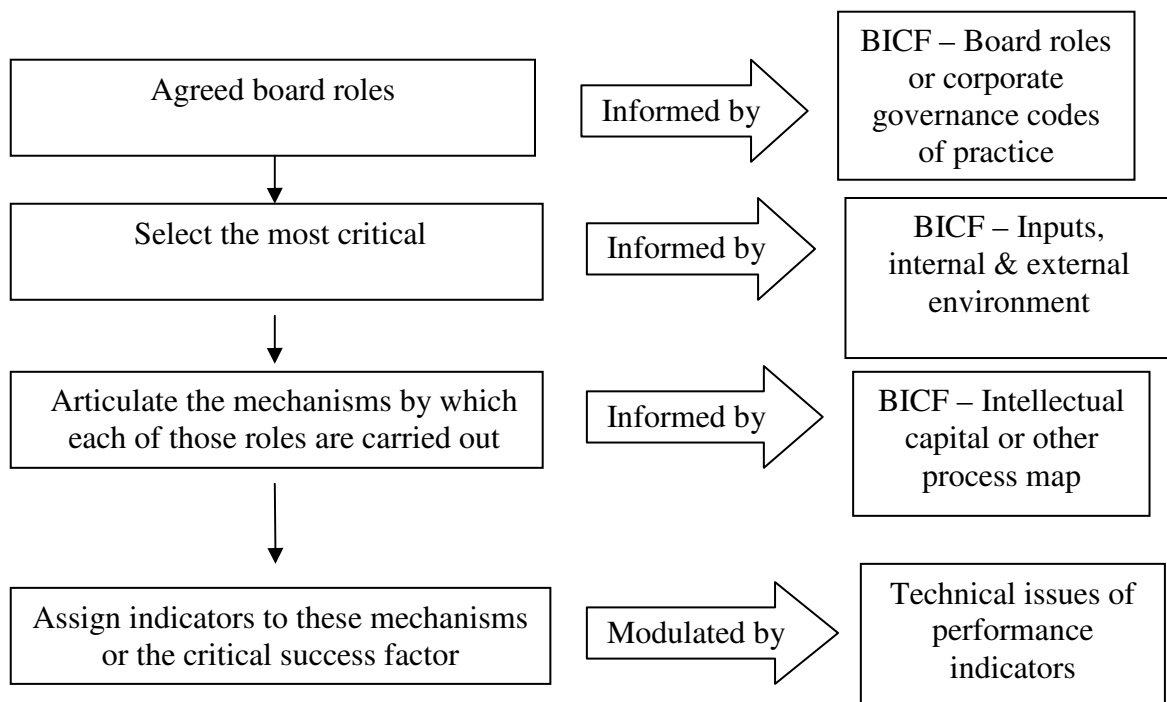 Agreed board roles
Informed by
BICF – Board roles
or corporate
governance codes
of practice
Select the most critical
Informed by
BICF – Inputs,
internal & external
environment
Articulate the mechanisms by which
each of those roles are carried out
Informed by
BICF – Intellectual
capital or other
process map
Assign indicators to these mechanisms
or the critical success factor
Modulated by
Technical issues of
performance
indicators